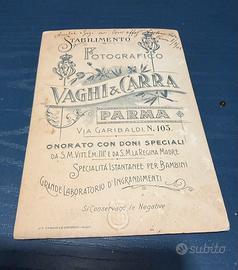 STABILIMENTO
FOTOGRAFICO
VAGHI & CARRA
PARMA
VIA GARIBALDI N. 103.
ONORATO CON DONI SPECIALI
DA S.M. VITT. EM. III° E DA S.M. LA REGINA MADRE
SPECIALITÀ ISTANTANEE PER BAMBINI
GRANDE LABORATORIO D'INGRANDIMENTI
Si Conservano le Negative
subito